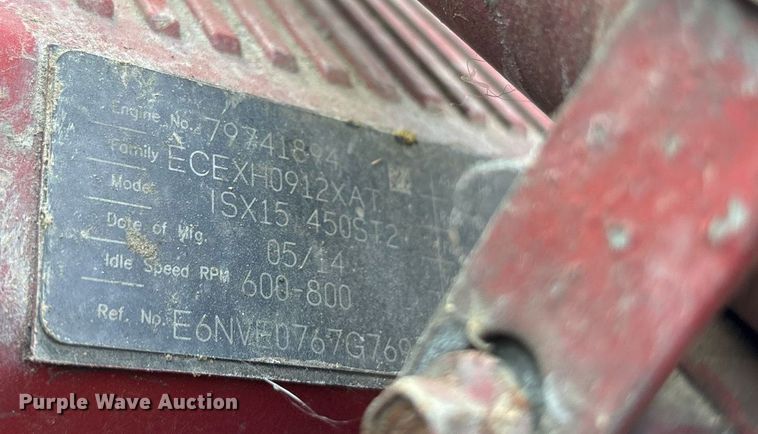 Engine No. 79741894
Family ECEXH0912XAT
Model ISX15 450ST2
Date of Mfg. 05/14
Idle Speed RPM 600-800
Ref. No. E6NVE0767G769
Purple Wave Auction